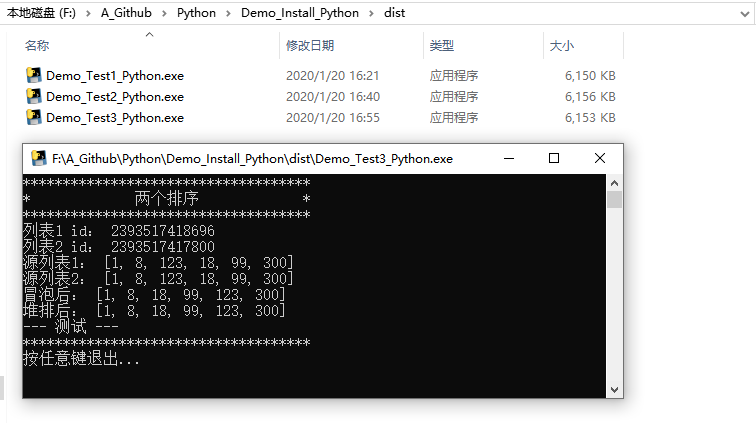 本地磁盘 (F:) > A_Github > Python > Demo_Install_Python > dist
名称 修改日期 类型 大小
Demo_Test1_Python.exe 2020/1/20 16:21 应用程序 6,150 KB
Demo_Test2_Python.exe 2020/1/20 16:40 应用程序 6,156 KB
Demo_Test3_Python.exe 2020/1/20 16:55 应用程序 6,153 KB
F:\A_Github\Python\Demo_Install_Python\dist\Demo_Test3_Python.exe
************************************
* 两个排序 *
************************************
列表1 id： 2393517418696
列表2 id： 2393517417800
源列表1： [1, 8, 123, 18, 99, 300]
源列表2： [1, 8, 123, 18, 99, 300]
冒泡后： [1, 8, 18, 99, 123, 300]
堆排后： [1, 8, 18, 99, 123, 300]
--- 测试 ---
************************************
按任意键退出...